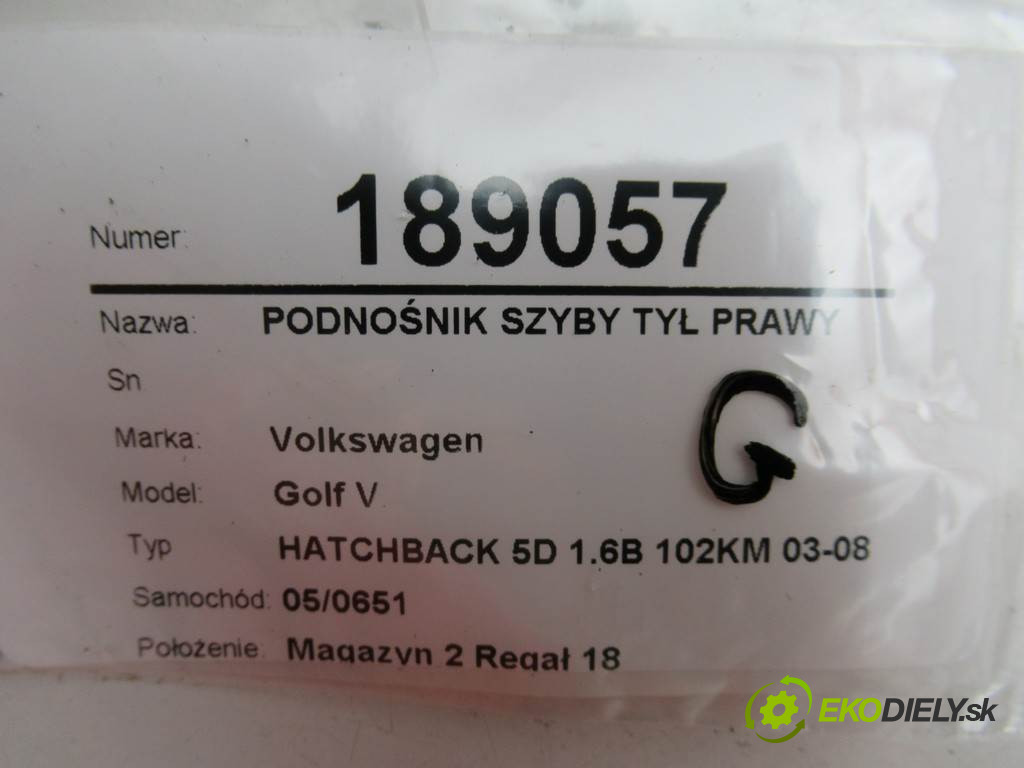 Numer: 189057
Nazwa: PODNOŚNIK SZYBY TYŁ PRAWY
Sn
G
Marka: Volkswagen
Model: Golf V
Typ HATCHBACK 5D 1.6B 102KM 03-08
Samochód: 05/0651
Położenie: Magazyn 2 Regał 18
EKODIELY.sk